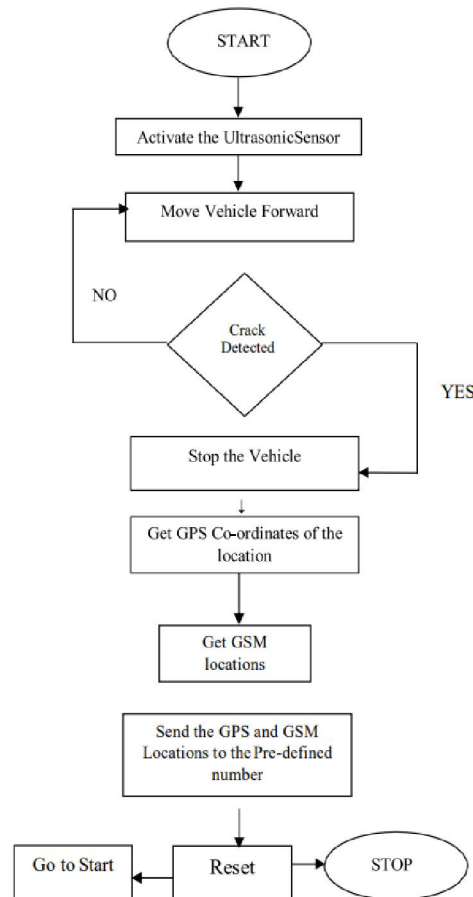 START
Activate the UltrasonicSensor
Move Vehicle Forward
NO
Crack
Detected
YES
Stop the Vehicle
Get GPS Co-ordinates of the
location
Get GSM
locations
Send the GPS and GSM
Locations to the Pre-defined
number
Go to Start
Reset
STOP